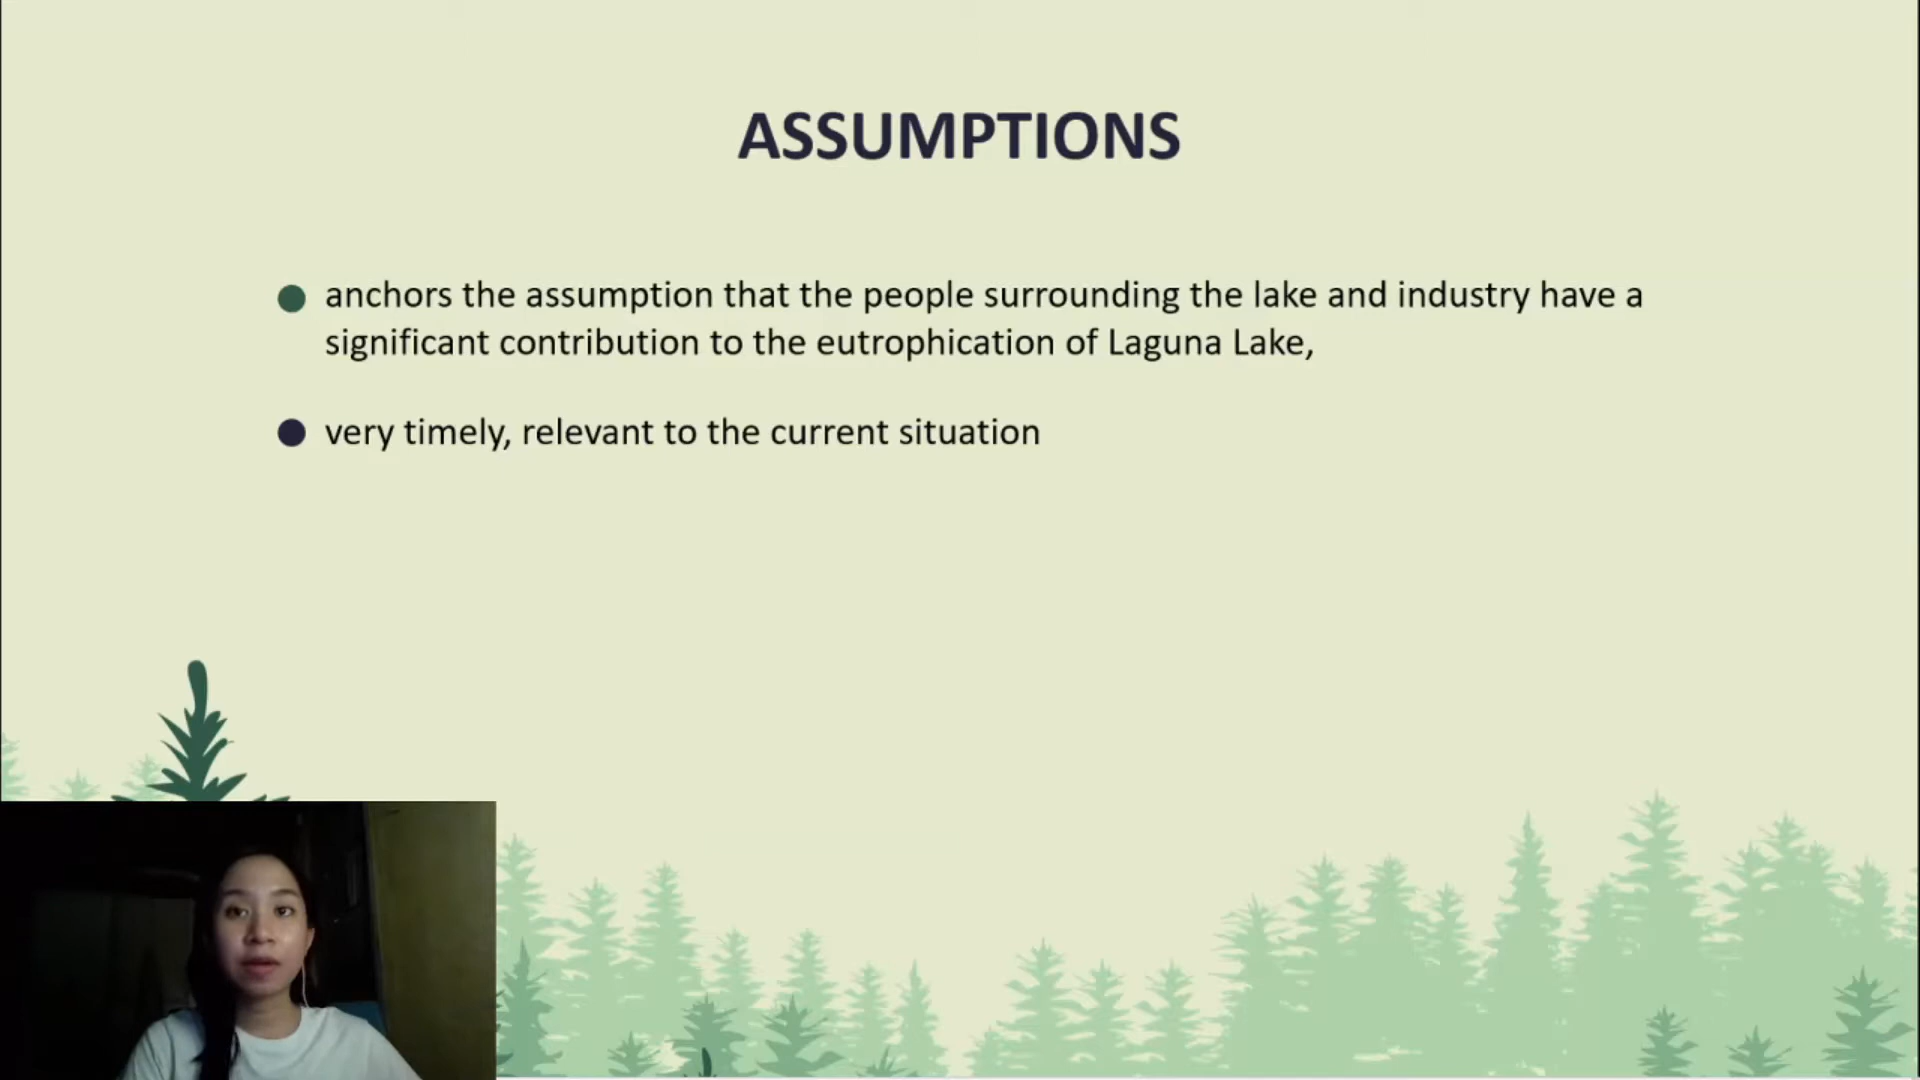 ASSUMPTIONS
anchors the assumption that the people surrounding the lake and industry have a
significant contribution to the eutrophication of Laguna Lake,
very timely, relevant to the current situation